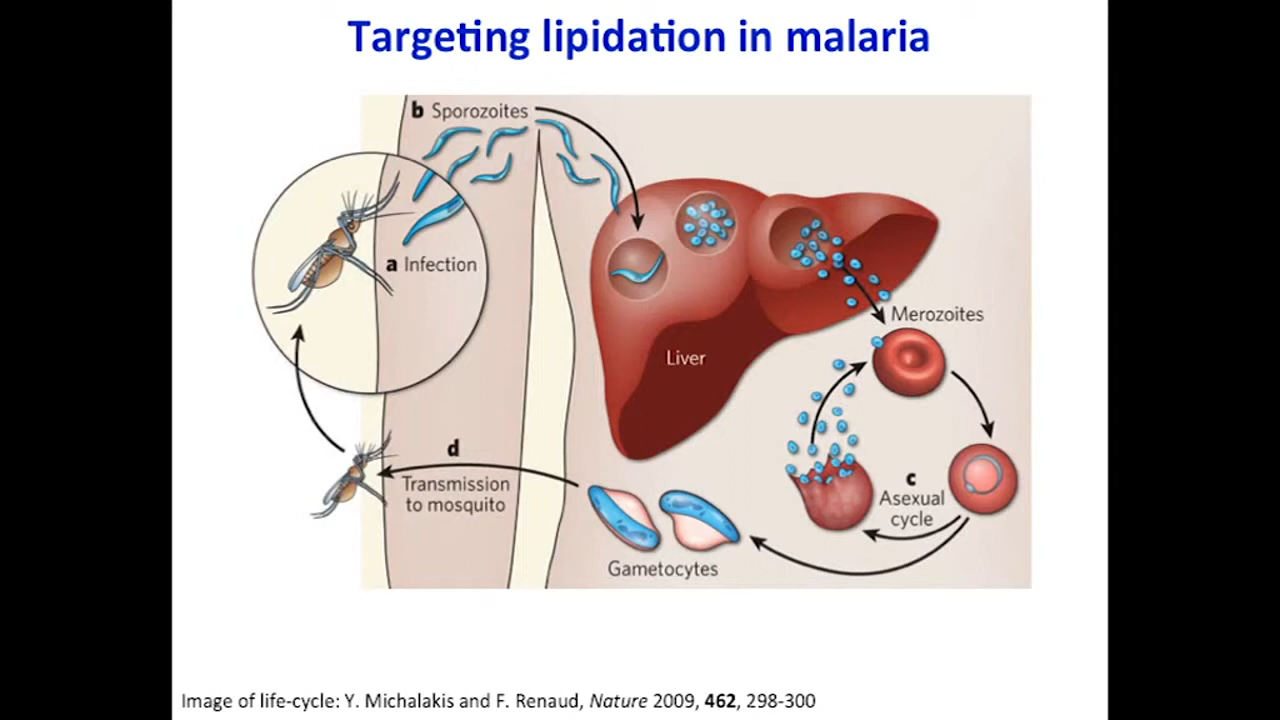 Targeting lipidation in malaria
b Sporozoites
a Infection
Liver
Merozoites
c
Asexual
cycle
d
Transmission
to mosquito
Gametocytes
Image of life-cycle: Y. Michalakis and F. Renaud, Nature 2009, 462, 298-300